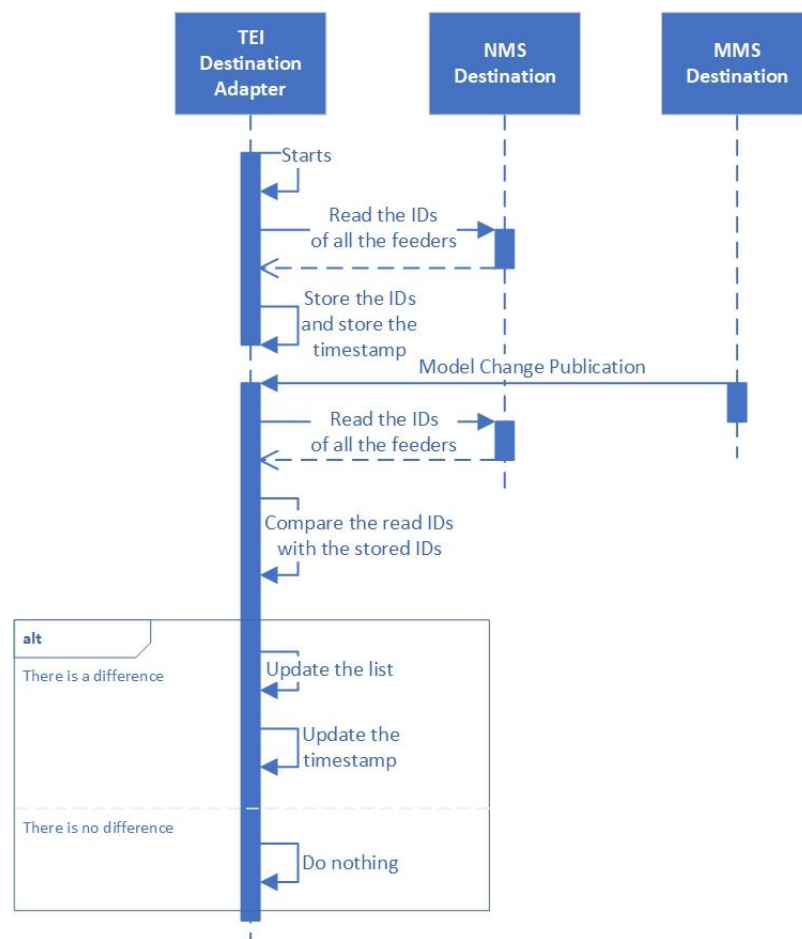 TEI
Destination
Adapter
NMS
Destination
MMS
Destination
Starts
Read the IDs
of all the feeders
Store the IDs
and store the
timestamp
Model Change Publication
Read the IDs
of all the feeders
Compare the read IDs
with the stored IDs
alt
There is a difference
Update the list
Update the
timestamp
There is no difference
Do nothing